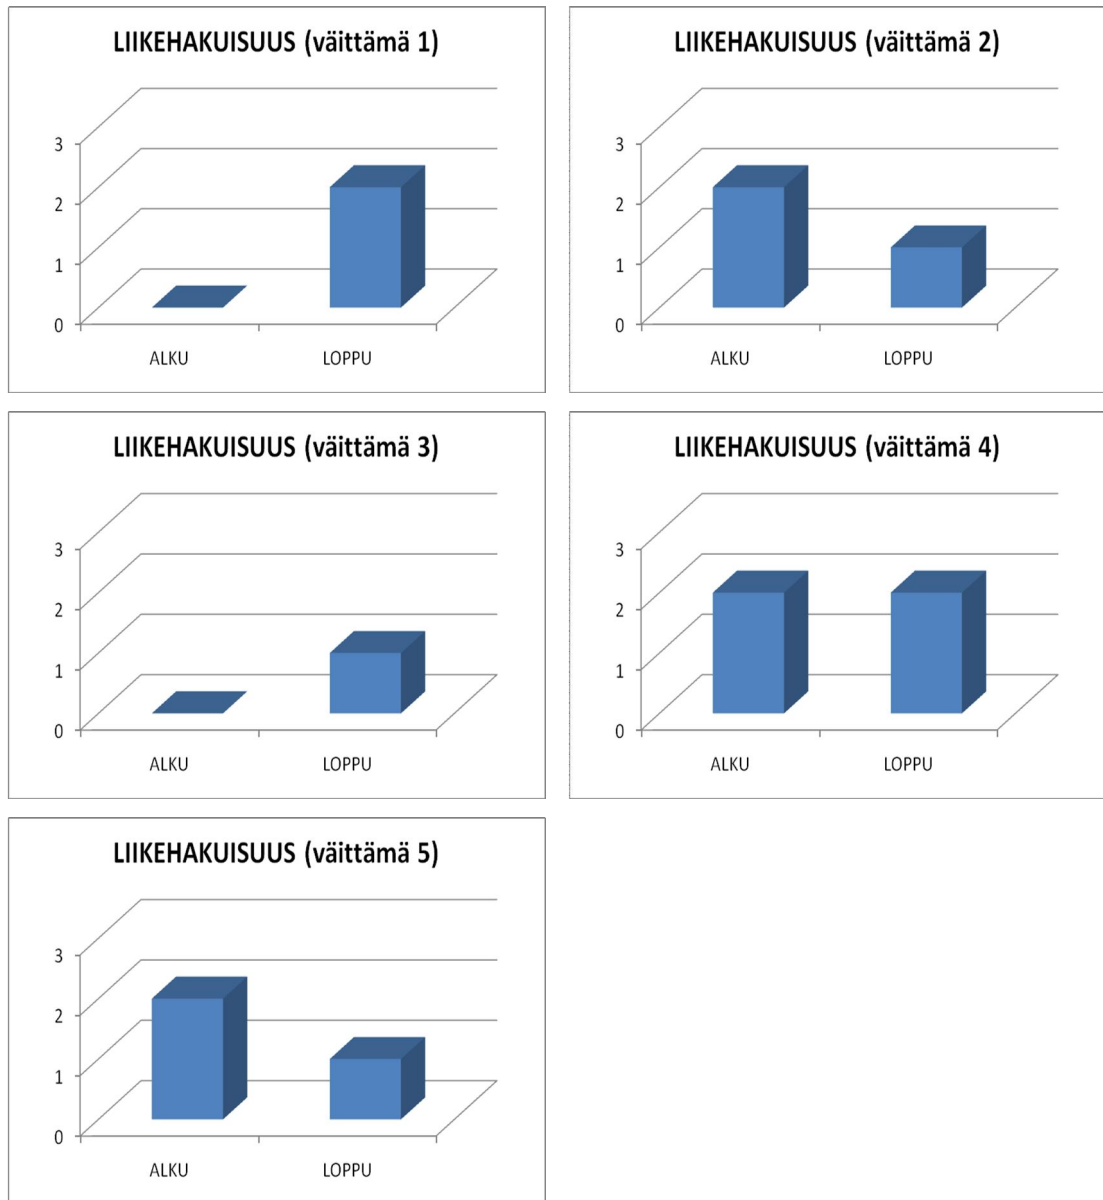 LIIKEHAKUISUUS (väittämä 1)
3
2
1
0
ALKU LOPPU
LIIKEHAKUISUUS (väittämä 2)
3
2
1
0
ALKU LOPPU
LIIKEHAKUISUUS (väittämä 3)
3
2
1
0
ALKU LOPPU
LIIKEHAKUISUUS (väittämä 4)
3
2
1
0
ALKU LOPPU
LIIKEHAKUISUUS (väittämä 5)
3
2
1
0
ALKU LOPPU